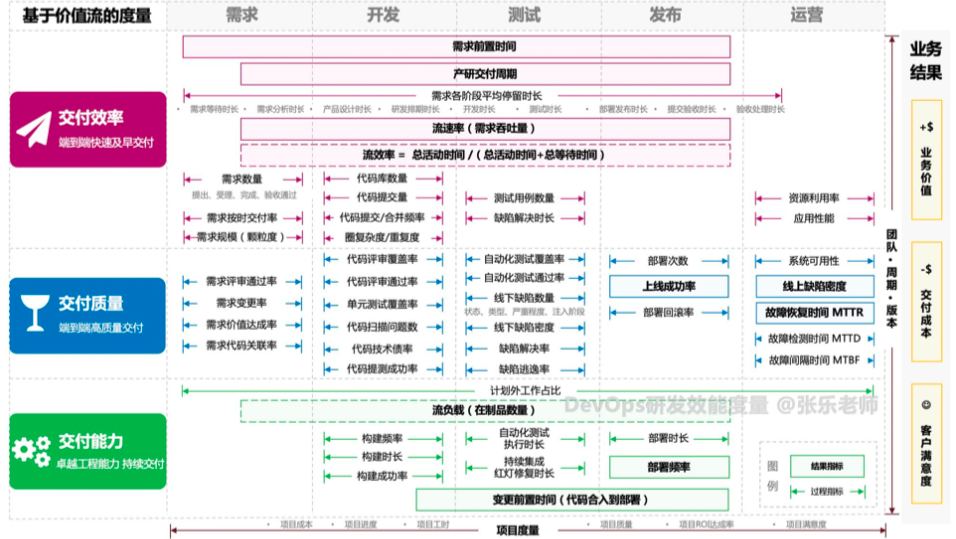 基于价值流的度量
需求
开发
测试
发布
运营
业务
结果
需求前置时间
产研交付周期
需求各阶段平均停留时长
• 需求等待时长 • 需求分析时长 • 产品设计时长 • 研发排期时长 • 开发时长 • 测试时长 • 部署发布时长 • 提交验收时长 • 验收处理时长
交付效率
端到端快速及早交付
流速率（需求吞吐量）
流效率 = 总活动时间 /（总活动时间+总等待时间）
需求数量
提出、受理、完成、验收通过
需求按时交付率
需求规模（颗粒度）
代码库数量
代码提交量
代码提交/合并频率
圈复杂度/重复度
测试用例数量
缺陷解决时长
资源利用率
应用性能
交付质量
端到端高质量交付
需求评审通过率
需求变更率
需求价值达成率
需求代码关联率
代码评审覆盖率
代码评审通过率
单元测试覆盖率
代码扫描问题数
代码技术债率
代码提测成功率
自动化测试覆盖率
自动化测试通过率
线下缺陷数量
状态、类型、严重程度、注入阶段
线下缺陷密度
缺陷解决率
缺陷逃逸率
部署次数
上线成功率
部署回滚率
系统可用性
线上缺陷密度
故障恢复时间 MTTR
故障检测时间 MTTD
故障间隔时间 MTBF
计划外工作占比
流负载（在制品数量）
DevOps研发效能度量 @张乐老师
交付能力
卓越工程能力 持续交付
构建频率
构建时长
构建成功率
自动化测试
执行时长
持续集成
红灯修复时长
部署时长
部署频率
变更前置时间（代码合入到部署）
图
例
结果指标
过程指标
团队・周期・版本
+$
业务价值
-$
交付成本
☺
客户满意度
• 项目成本 • 项目进度 • 项目工时
项目度量
• 项目质量 • 项目ROI达成率 • 项目满意度